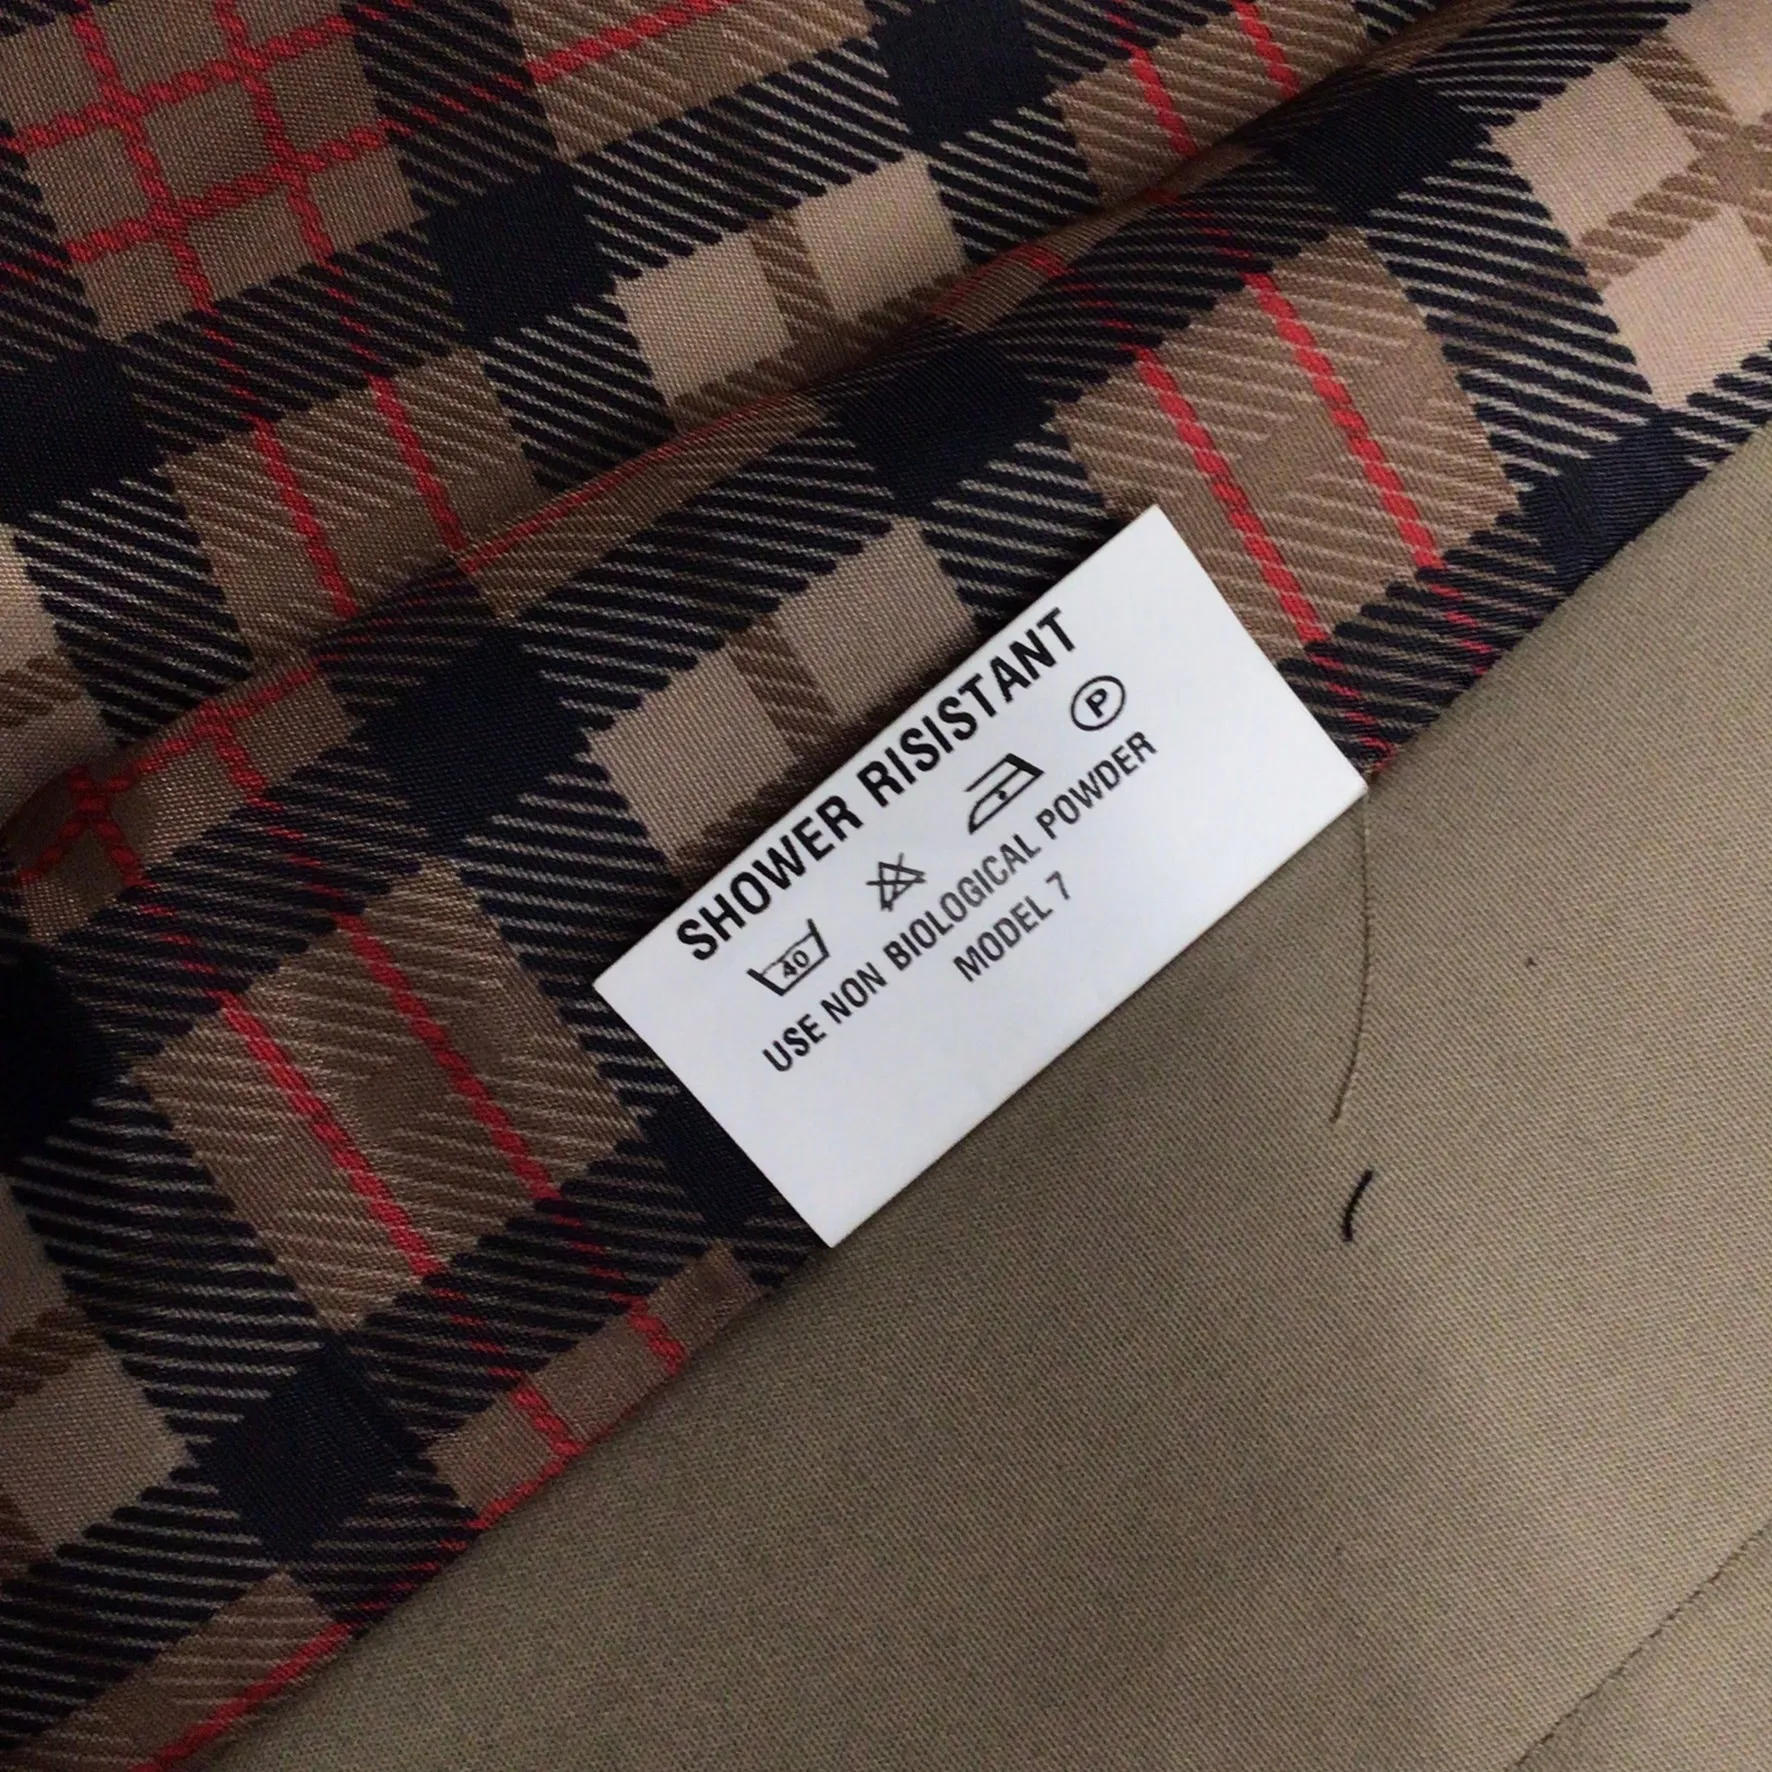 SHOWER RISISTANT
40 P
USE NON BIOLOGICAL POWDER
MODEL 7